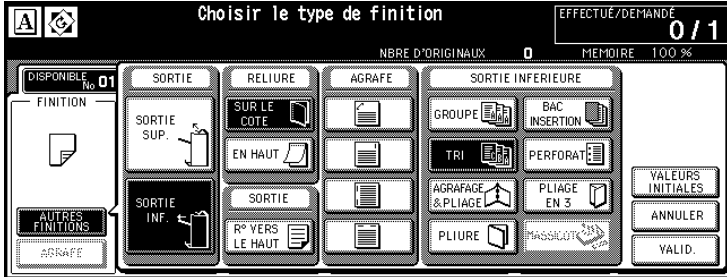 A Choisir le type de finition EFFECTUÉ/DEMANDÉ
0/1
NBRE D'ORIGINAUX 0 MEMOIRE 100 %
DISPONIBLE No 01
FINITION
AUTRES
FINITIONS
AGRAFE
SORTIE
SORTIE
SUP.
SORTIE
INF.
RELIURE
SUR LE
COTE
EN HAUT
SORTIE
R° VERS
LE HAUT
AGRAFE
SORTIE INFERIEURE
GROUPE
BAC
INSERTION
TRI
PERFORAT
AGRAFAGE
&PLIAGE
PLIAGE
EN 3
PLIURE
MASSICOT
VALEURS
INITIALES
ANNULER
VALID.